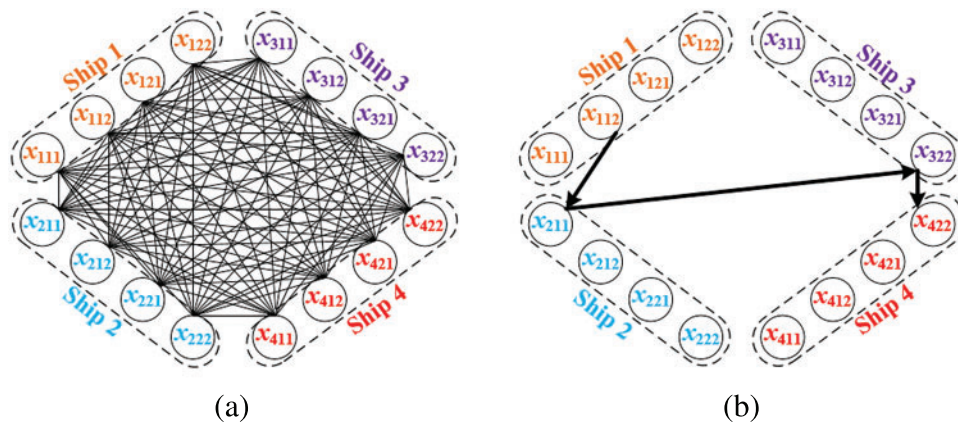 Ship 1
x122
x121
x112
x111
Ship 3
x311
x312
x321
x322
Ship 2
x211
x212
x221
x222
Ship 4
x422
x421
x412
x411
(a)
Ship 1
x122
x121
x112
x111
Ship 3
x311
x312
x321
x322
Ship 2
x211
x212
x221
x222
Ship 4
x422
x421
x412
x411
(b)